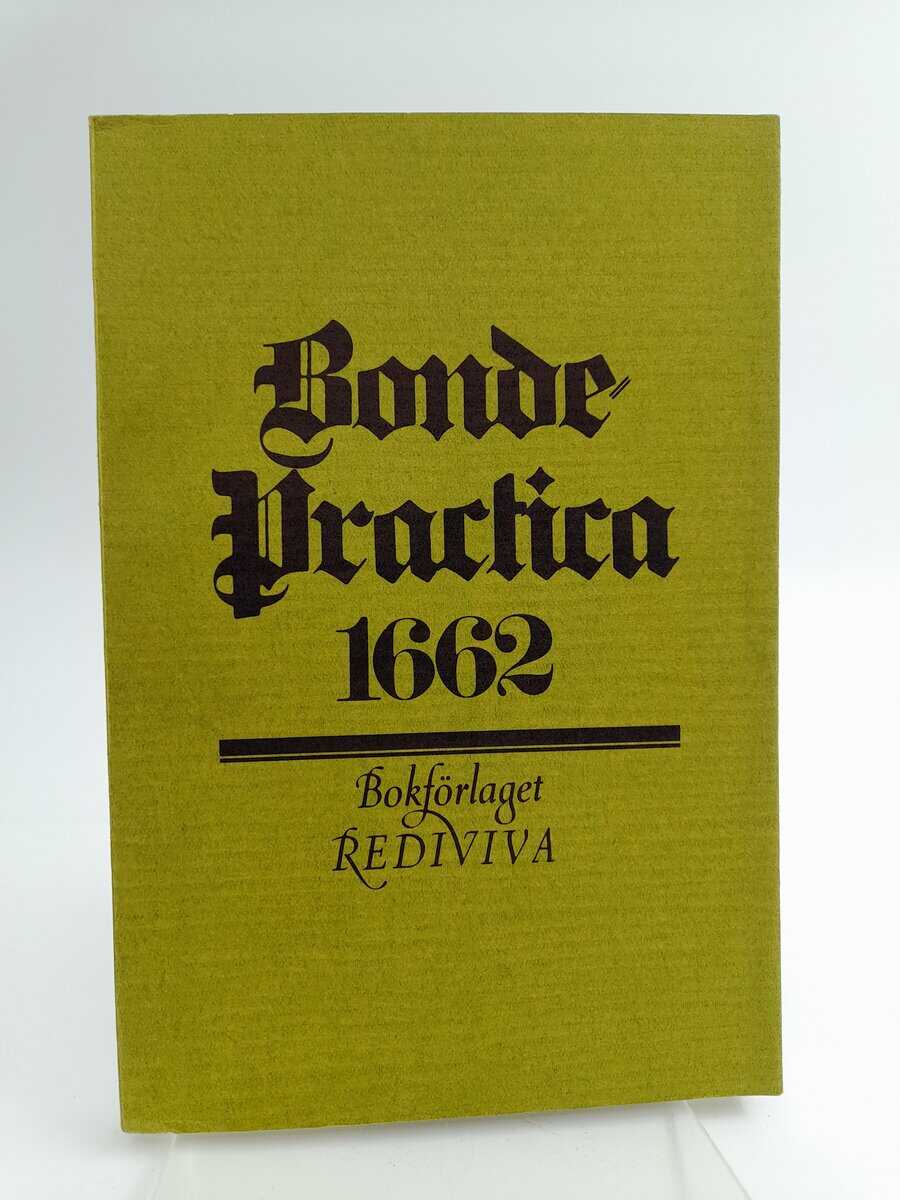 Bonde=
Practica
1662
Bokförlaget
REDIVIVA